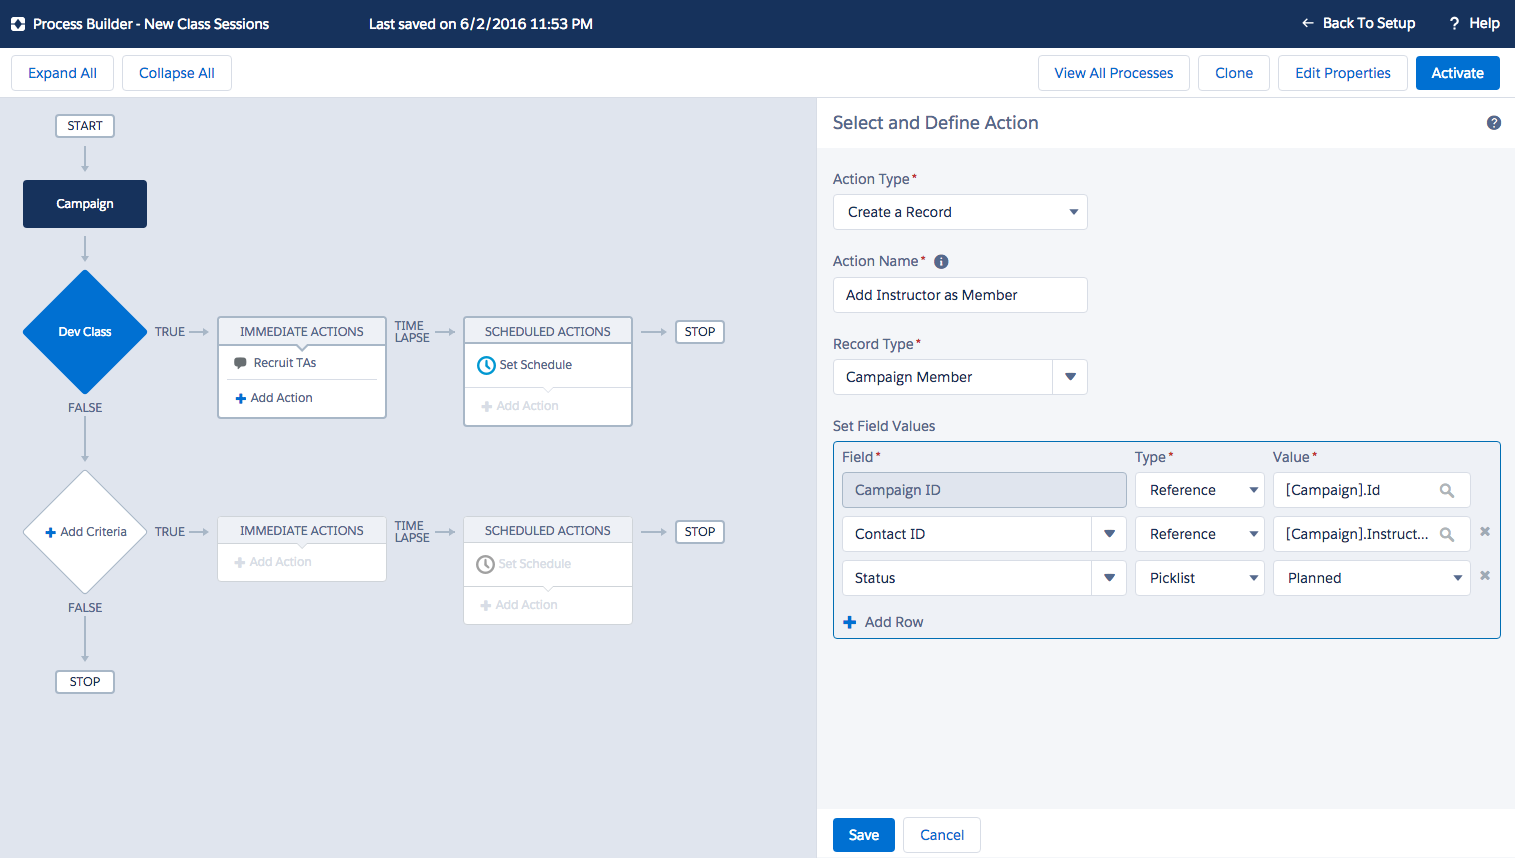 Process Builder - New Class Sessions
Last saved on 6/2/2016 11:53 PM
Back To Setup
? Help
Expand All
Collapse All
View All Processes
Clone
Edit Properties
Activate
START
Campaign
Dev Class
TRUE
IMMEDIATE ACTIONS
Recruit TAs
Add Action
TIME
LAPSE
SCHEDULED ACTIONS
Set Schedule
Add Action
STOP
FALSE
Add Criteria
TRUE
IMMEDIATE ACTIONS
Add Action
TIME
LAPSE
SCHEDULED ACTIONS
Set Schedule
Add Action
STOP
FALSE
STOP
Select and Define Action
?
Action Type*
Create a Record
Action Name* i
Add Instructor as Member
Record Type*
Campaign Member
Set Field Values
Field* Type* Value*
Campaign ID Reference [Campaign].Id
Contact ID Reference [Campaign].Instruct...
Status Picklist Planned
Add Row
Save
Cancel